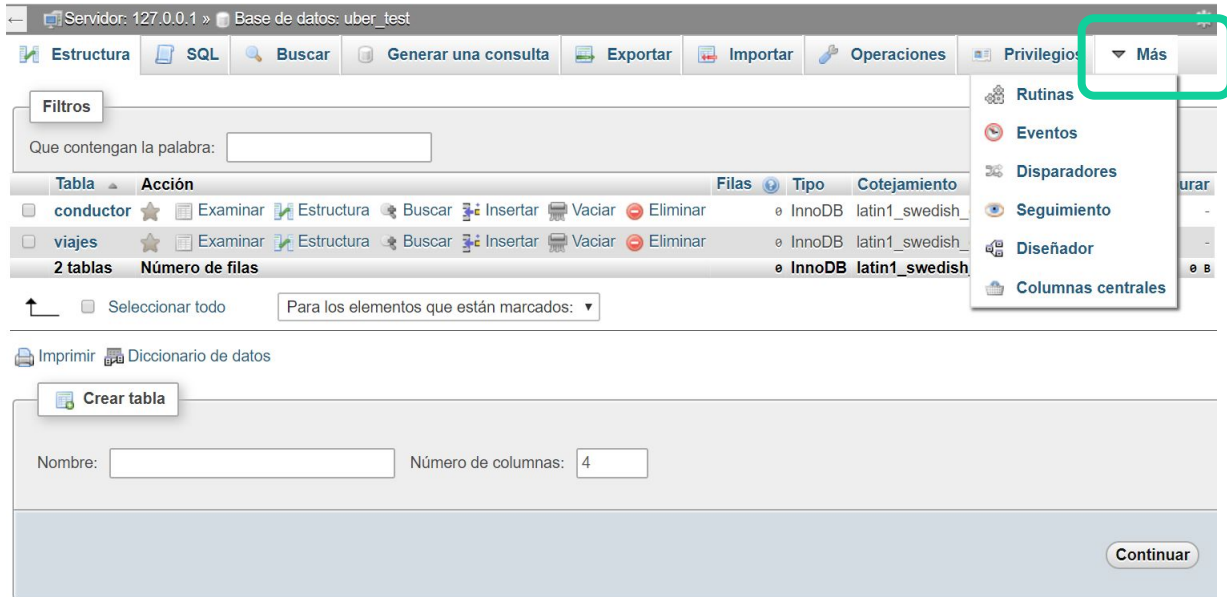 Servidor: 127.0.0.1 » Base de datos: uber_test
Estructura SQL Buscar Generar una consulta Exportar Importar Operaciones Privilegios Más
Rutinas
Eventos
Disparadores
Seguimiento
Diseñador
Columnas centrales
Filtros
Que contengan la palabra:
Tabla Acción Filas Tipo Cotejamiento urar
conductor Examinar Estructura Buscar Insertar Vaciar Eliminar 0 InnoDB latin1_swedish_ -
viajes Examinar Estructura Buscar Insertar Vaciar Eliminar 0 InnoDB latin1_swedish_ -
2 tablas Número de filas 0 InnoDB latin1_swedish 0 B
Seleccionar todo Para los elementos que están marcados:
Imprimir Diccionario de datos
Crear tabla
Nombre: Número de columnas: 4
Continuar